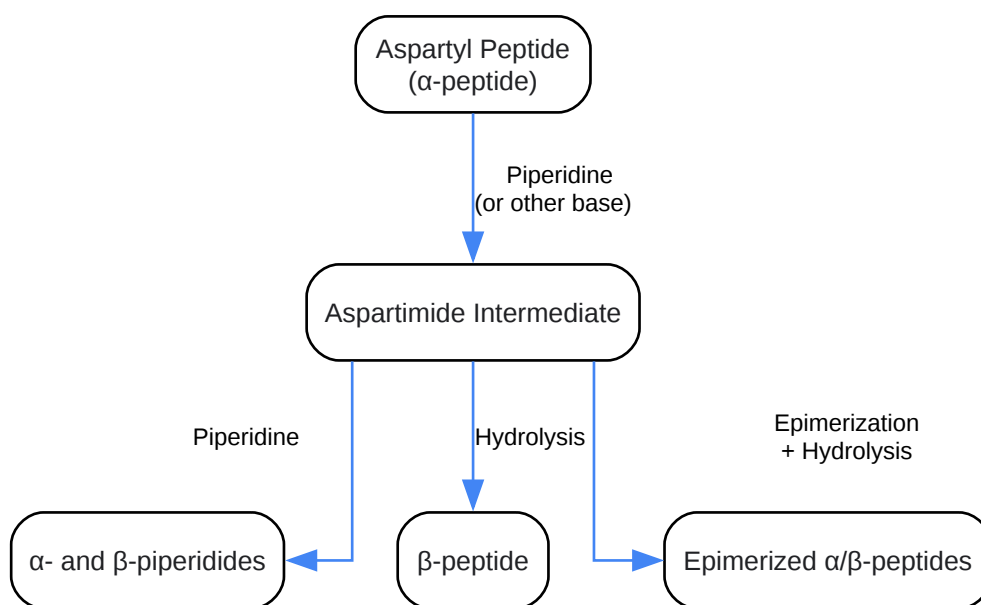 Aspartyl Peptide
(α-peptide)
Piperidine
(or other base)
Aspartimide Intermediate
Piperidine
Hydrolysis
Epimerization
+ Hydrolysis
α- and β-piperidides
β-peptide
Epimerized α/β-peptides